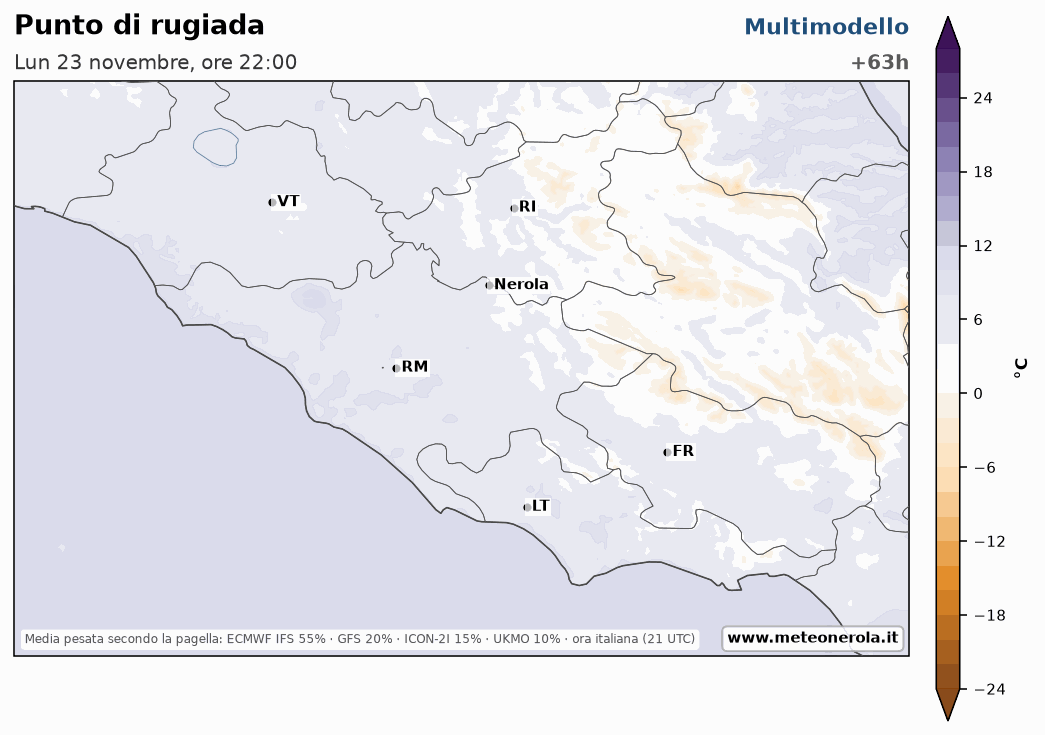 Punto di rugiada
Multimodello
Lun 23 novembre, ore 22:00
+63h
VT
RI
Nerola
RM
FR
LT
24
18
12
6
0
−6
−12
−18
−24
°C
Media pesata secondo la pagella: ECMWF IFS 55% · GFS 20% · ICON-2I 15% · UKMO 10% · ora italiana (21 UTC)
www.meteonerola.it